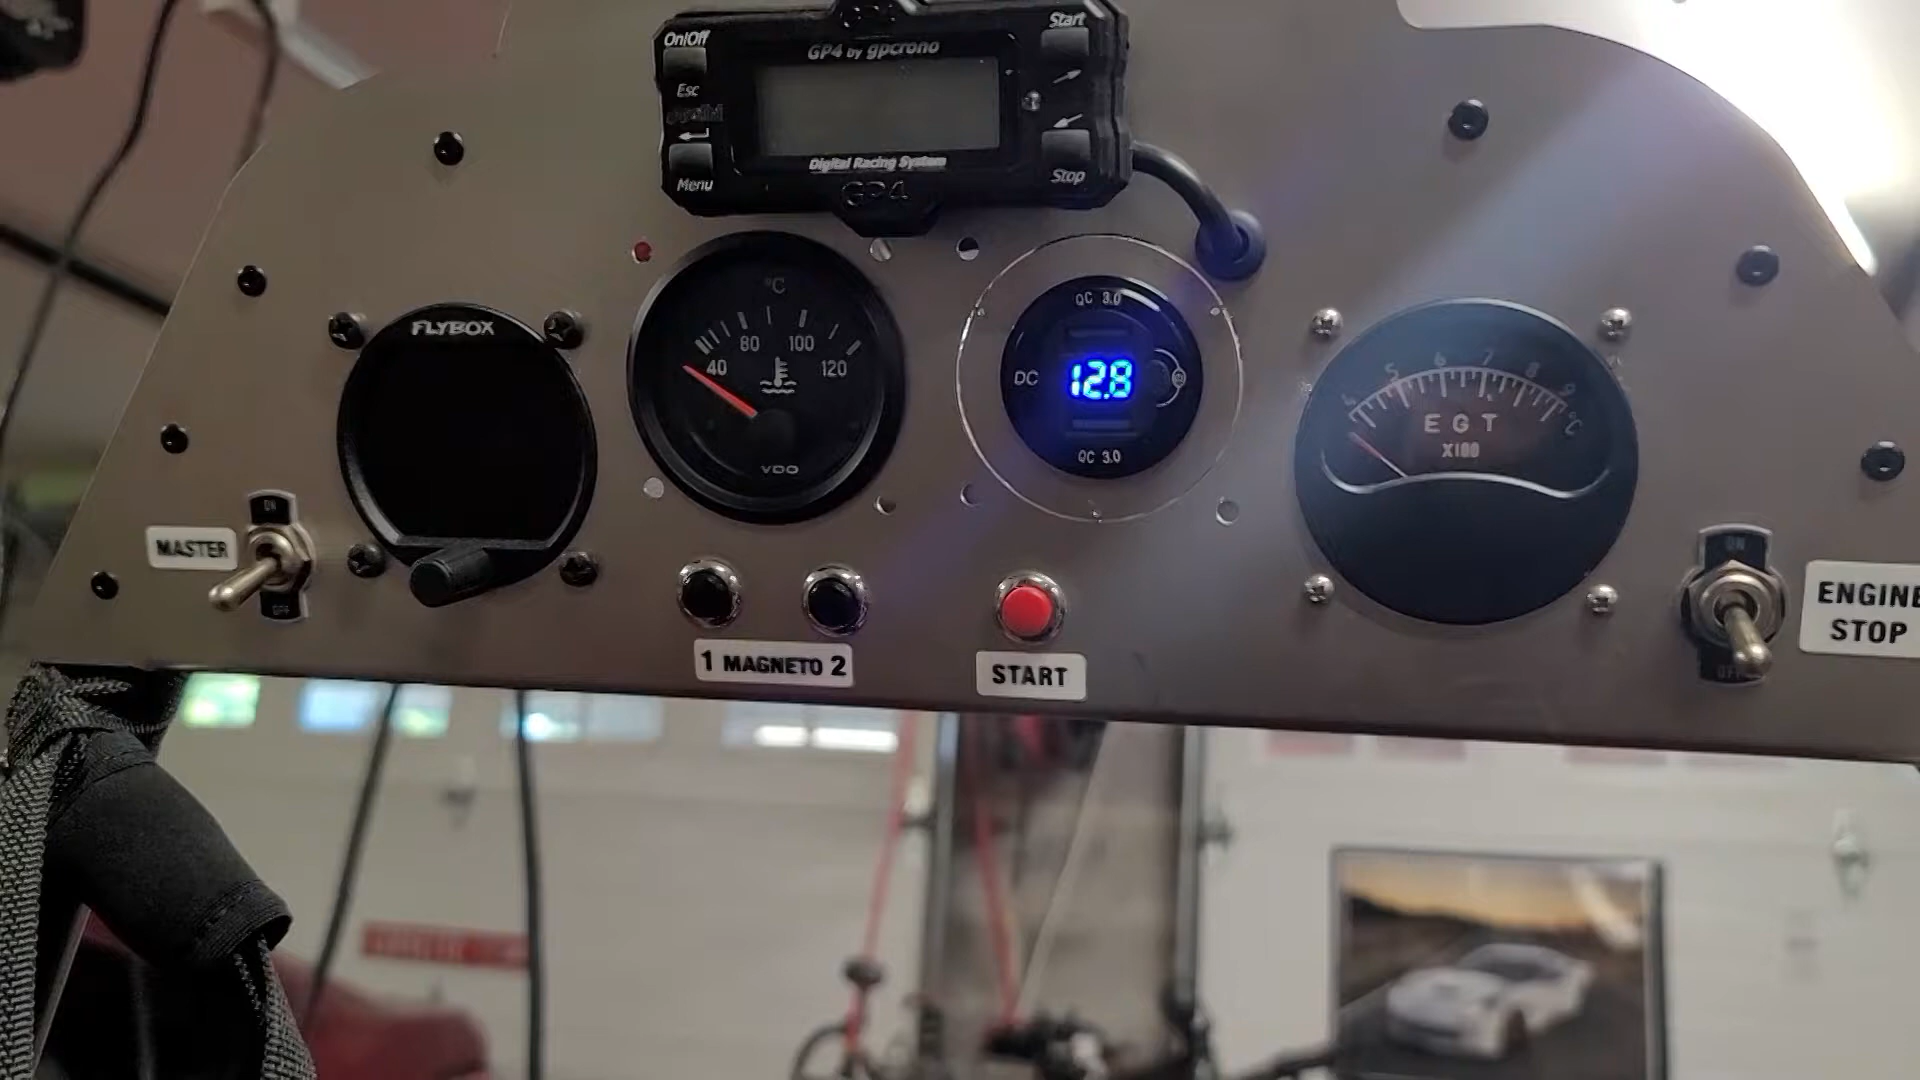 On/Off
Start
GP4 by gpcrono
Esc
Digital Racing System
Menu
GP4
Stop
FLYBOX
°C
40
80
100
120
VDO
QC 3.0
DC
12.8
QC 3.0
4 5 6 7 8 9
°C
EGT
X100
ON
MASTER
OFF
1 MAGNETO 2
START
ON
OFF
ENGINE
STOP